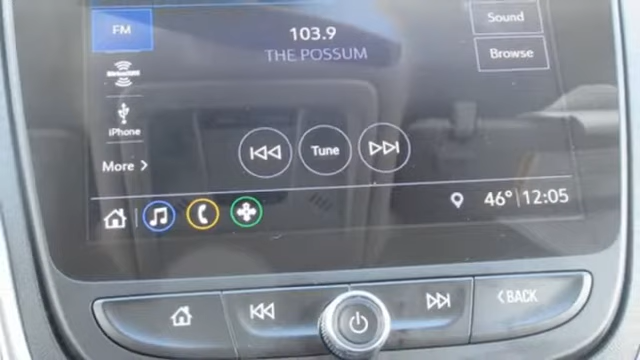 FM
103.9
THE POSSUM
Sound
Browse
iPhone
More >
Tune
46° 12:05
< BACK